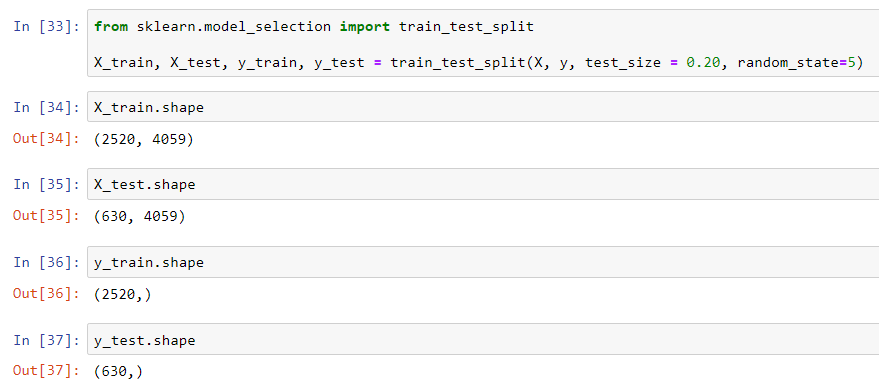 In [33]: from sklearn.model_selection import train_test_split
X_train, X_test, y_train, y_test = train_test_split(X, y, test_size = 0.20, random_state=5)
In [34]: X_train.shape
Out[34]: (2520, 4059)
In [35]: X_test.shape
Out[35]: (630, 4059)
In [36]: y_train.shape
Out[36]: (2520,)
In [37]: y_test.shape
Out[37]: (630,)